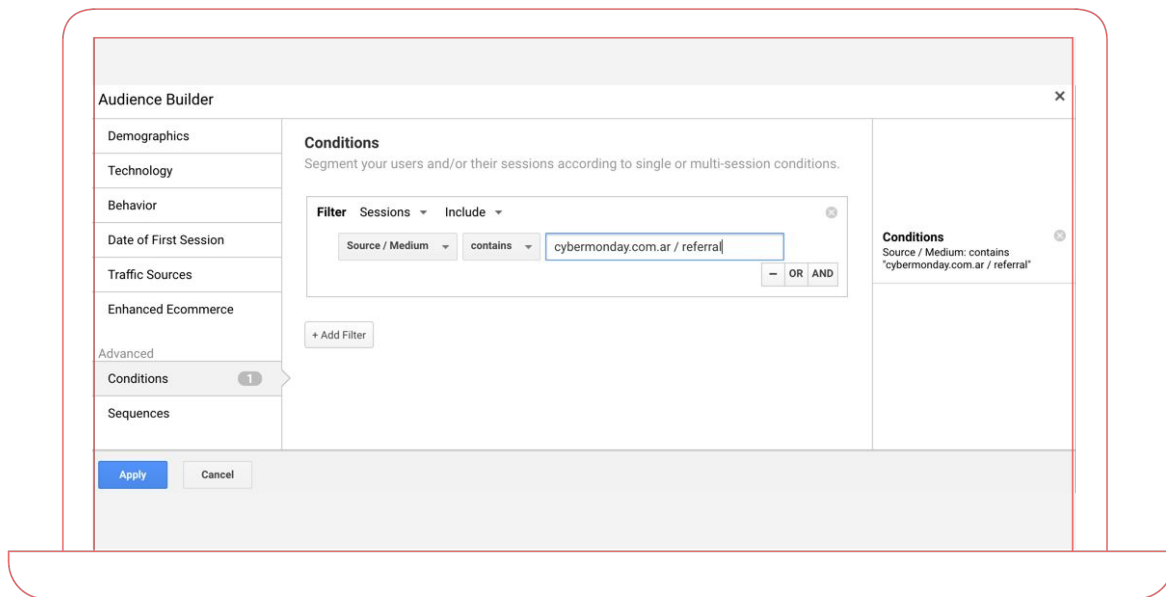 Audience Builder
Demographics
Technology
Behavior
Date of First Session
Traffic Sources
Enhanced Ecommerce
Advanced
Conditions 1
Sequences
Conditions
Segment your users and/or their sessions according to single or multi-session conditions.
Filter Sessions Include
Source / Medium contains cybermonday.com.ar / referral
– OR AND
+ Add Filter
Conditions
Source / Medium: contains
"cybermonday.com.ar / referral"
Apply Cancel